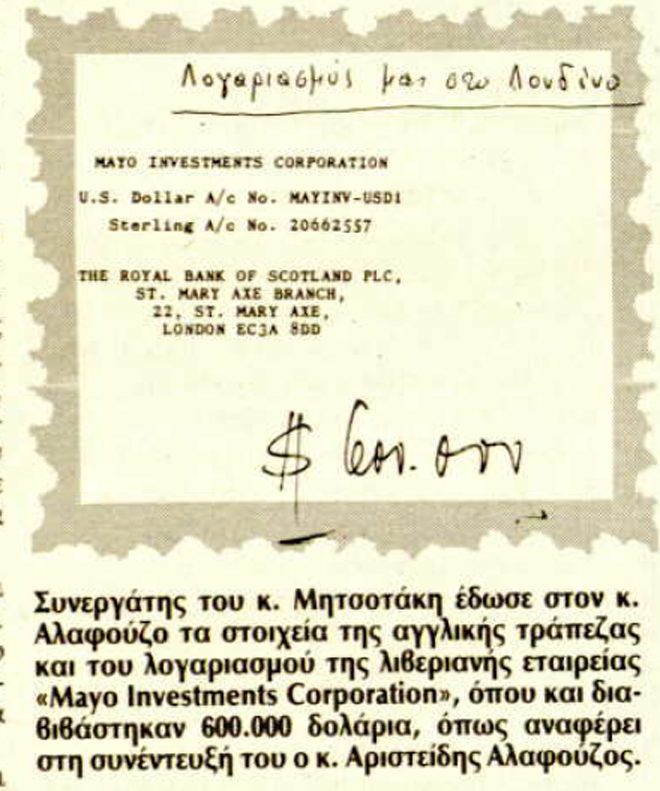 Λογαριασμός μας στο Λονδίνο
MAYO INVESTMENTS CORPORATION
U.S. Dollar A/c No. MAYINV-USD1
Sterling A/c No. 20662557
THE ROYAL BANK OF SCOTLAND PLC,
ST. MARY AXE BRANCH,
22, ST. MARY AXE,
LONDON EC3A 8DD
$ 600.000
Συνεργάτης του κ. Μητσοτάκη έδωσε στον κ.
Αλαφούζο τα στοιχεία της αγγλικής τράπεζας
και του λογαριασμού της λιβεριανής εταιρείας
«Mayo Investments Corporation», όπου και δια-
βιβάστηκαν 600.000 δολάρια, όπως αναφέρει
στη συνέντευξή του ο κ. Αριστείδης Αλαφούζος.